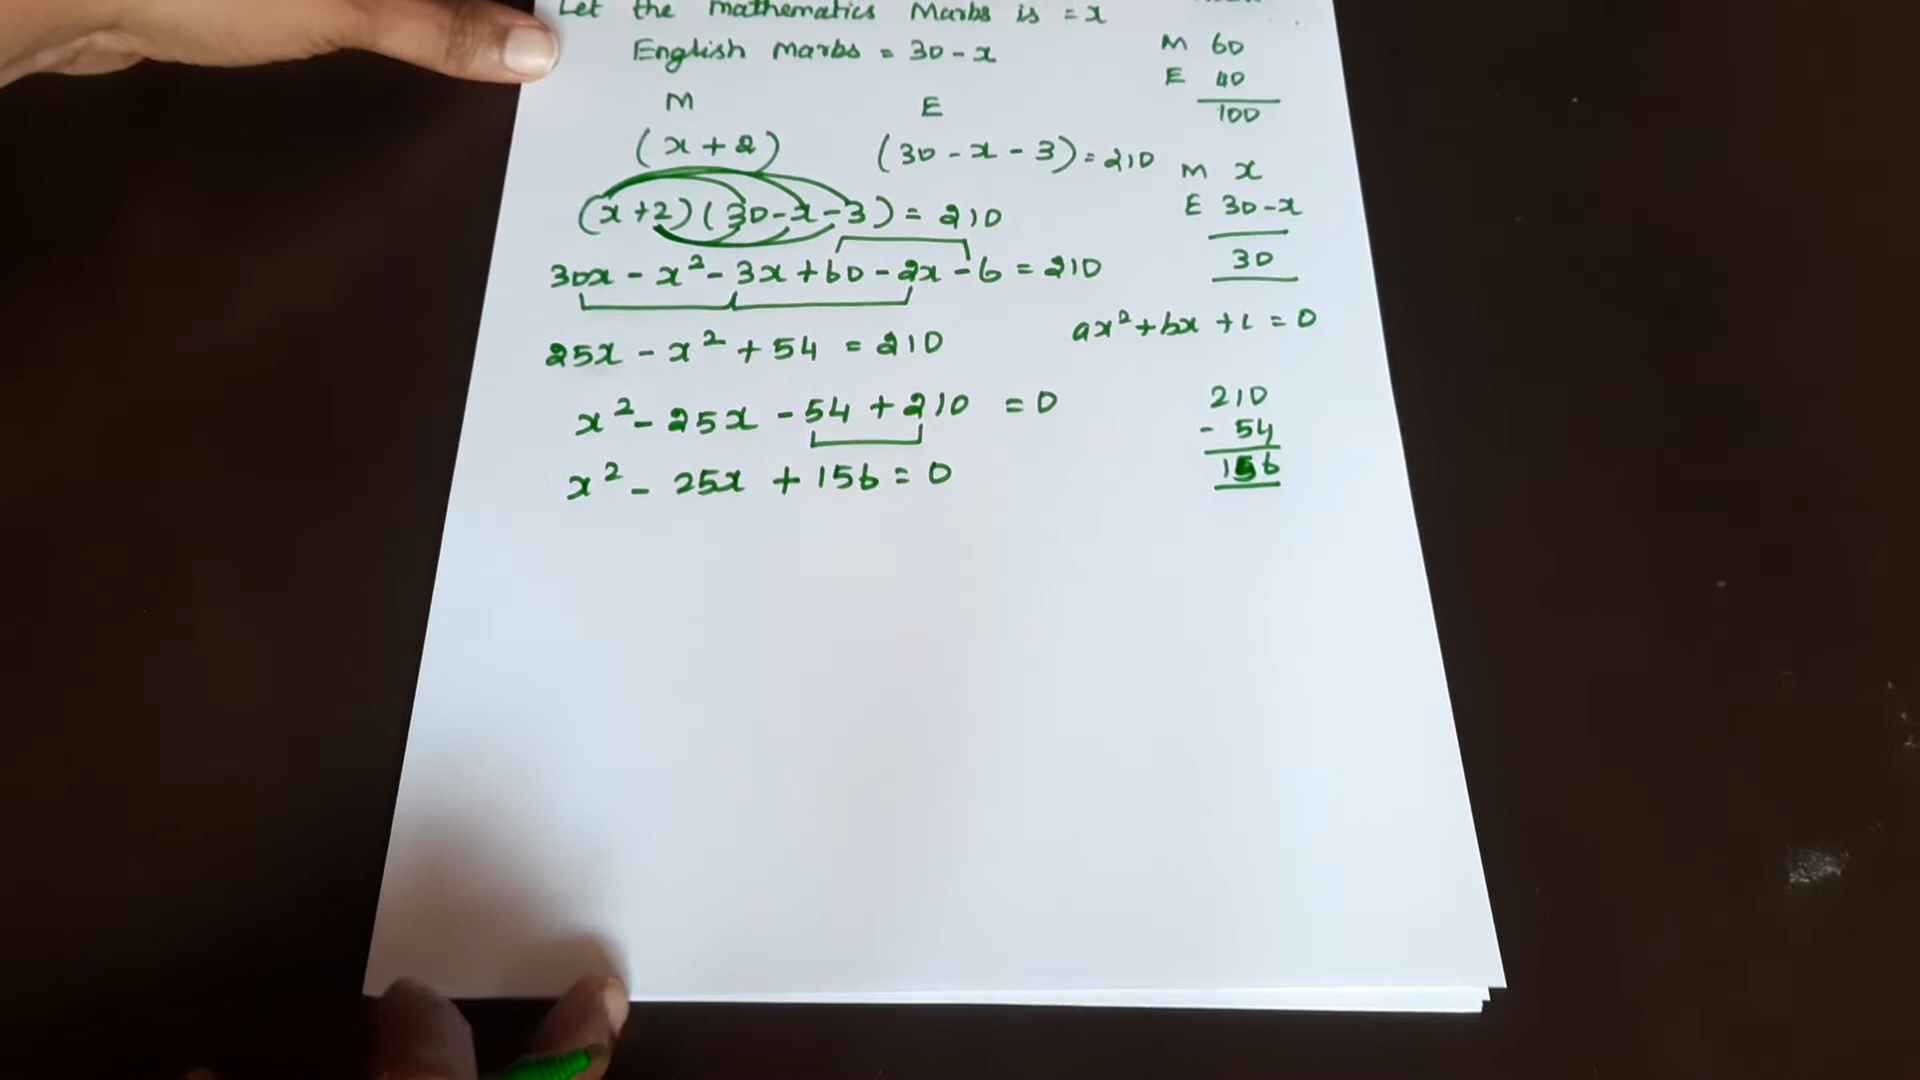 Let the mathematics Marks is = x
English marks = 30 - x
M E
(x + 2) (30 - x - 3) = 210
(x + 2) (30 - x - 3) = 210
30x - x² - 3x + 60 - 2x - 6 = 210
25x - x² + 54 = 210
x² - 25x - 54 + 210 = 0
x² - 25x + 156 = 0
M 60
E 40
100
M x
E 30-x
30
ax² + bx + c = 0
210
- 54
156